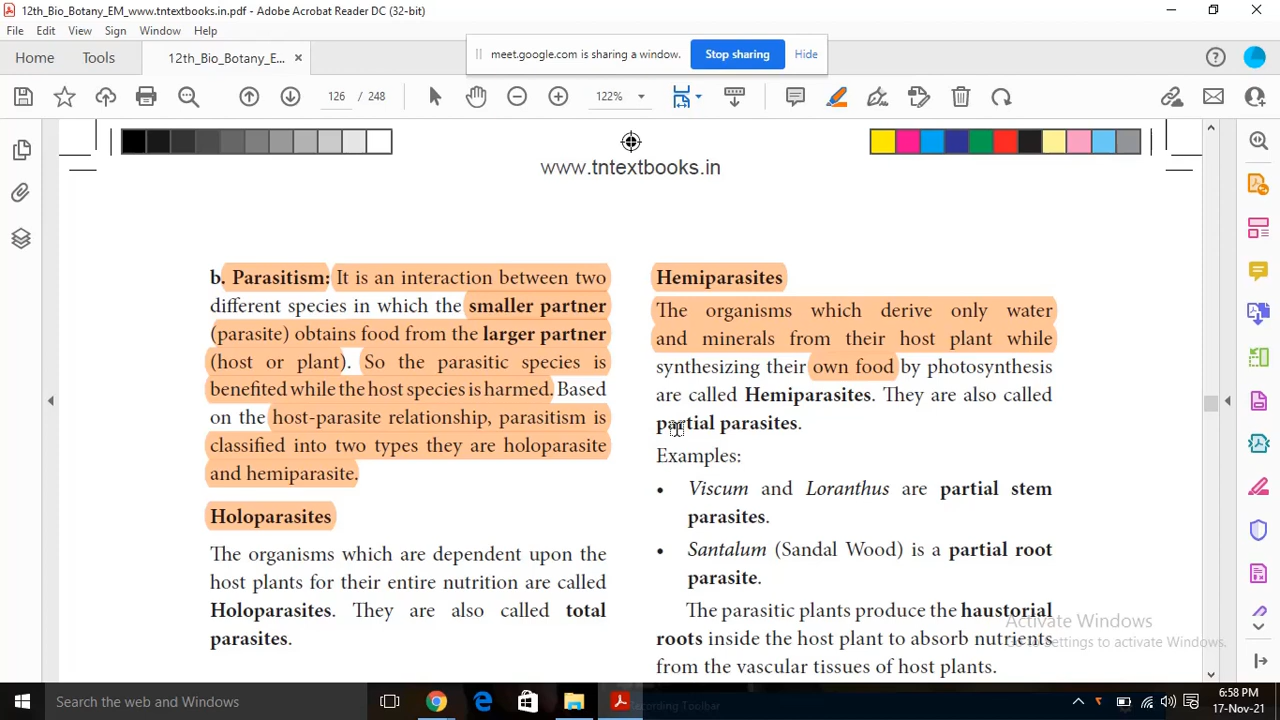 12th_Bio_Botany_EM_www.tntextbooks.in.pdf - Adobe Acrobat Reader DC (32-bit)
File Edit View Sign Window Help
Home Tools 12th_Bio_Botany_E... ×
meet.google.com is sharing a window. Stop sharing Hide
126 / 248 122%
www.tntextbooks.in
b. Parasitism: It is an interaction between two
different species in which the smaller partner
(parasite) obtains food from the larger partner
(host or plant). So the parasitic species is
benefited while the host species is harmed. Based
on the host-parasite relationship, parasitism is
classified into two types they are holoparasite
and hemiparasite.
Holoparasites
The organisms which are dependent upon the
host plants for their entire nutrition are called
Holoparasites. They are also called total
parasites.
Hemiparasites
The organisms which derive only water
and minerals from their host plant while
synthesizing their own food by photosynthesis
are called Hemiparasites. They are also called
partial parasites.
Examples:
• Viscum and Loranthus are partial stem
parasites.
• Santalum (Sandal Wood) is a partial root
parasite.
The parasitic plants produce the haustorial
roots inside the host plant to absorb nutrients
from the vascular tissues of host plants.
Activate Windows
Go to Settings to activate Windows.
Search the web and Windows
Recording Toolbar
6:58 PM
17-Nov-21